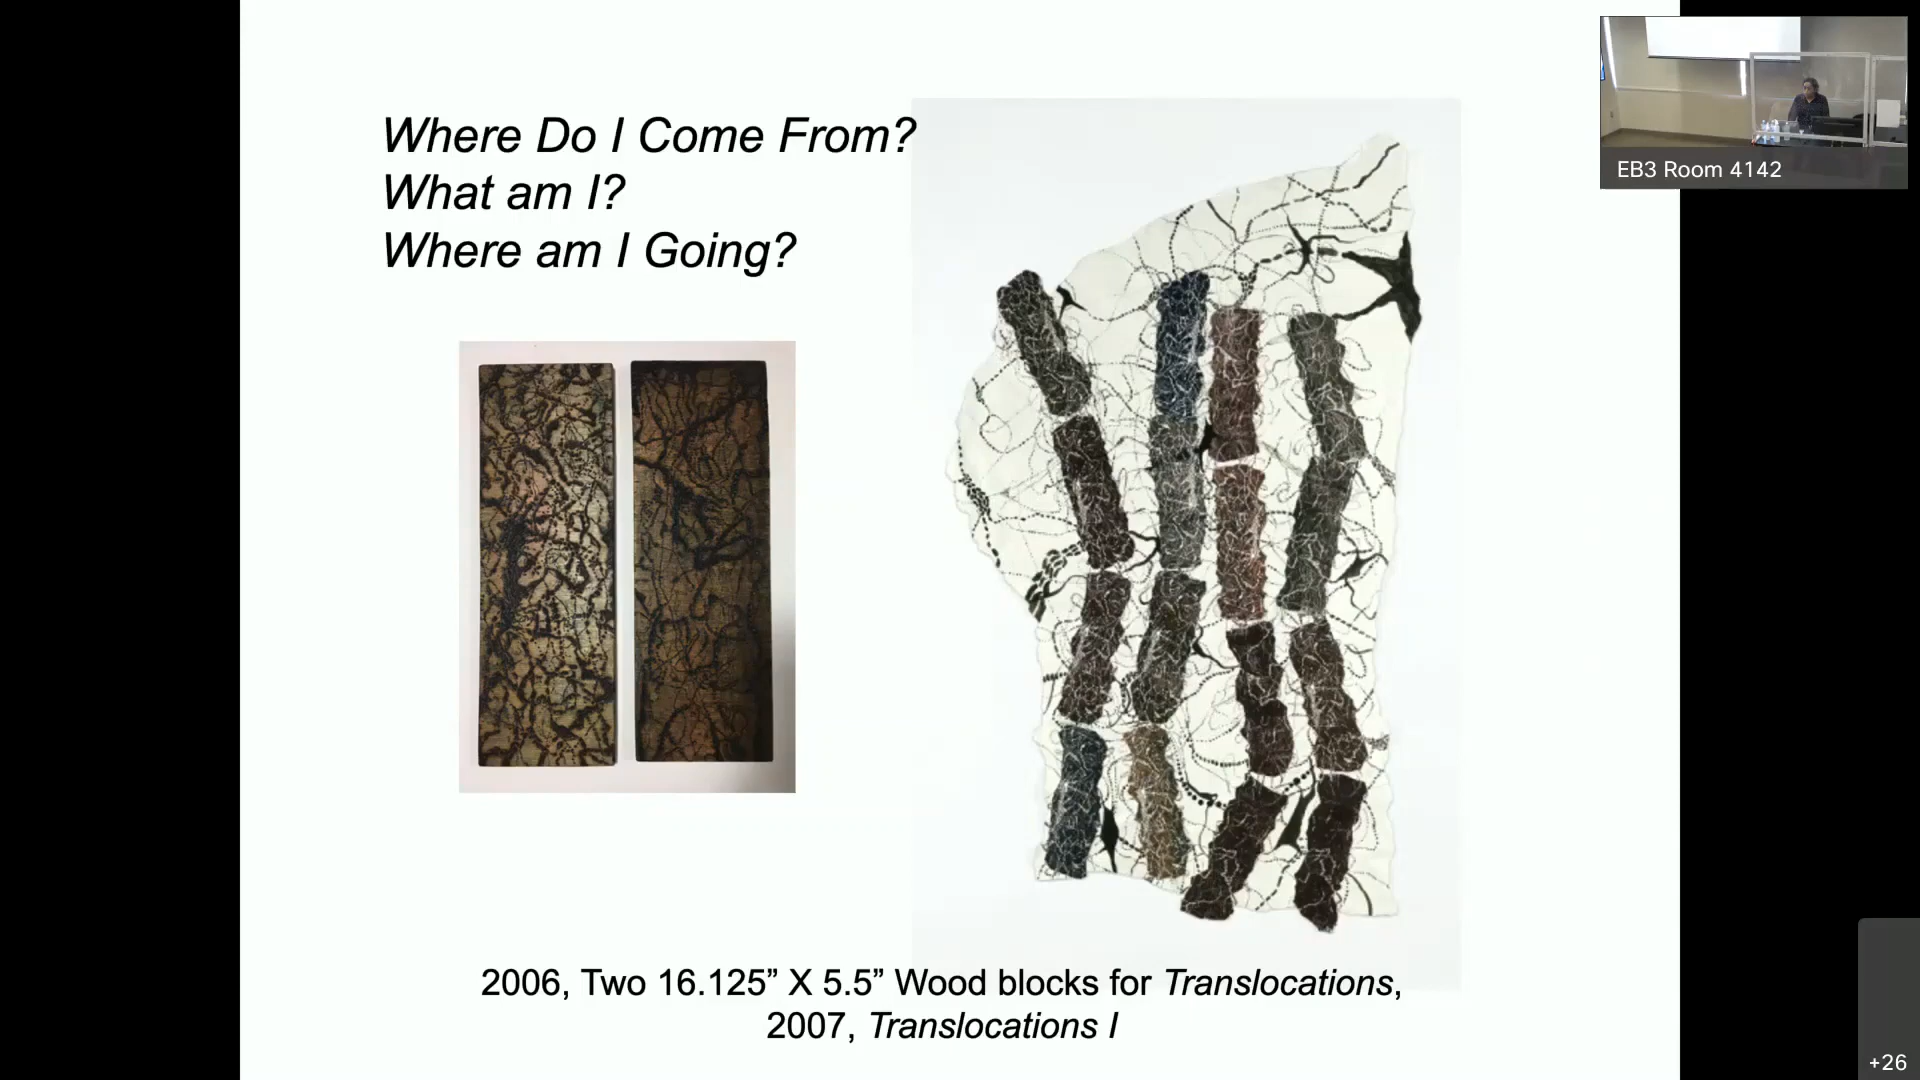 Where Do I Come From?
What am I?
Where am I Going?
EB3 Room 4142
2006, Two 16.125” X 5.5” Wood blocks for Translocations,
2007, Translocations I
+26